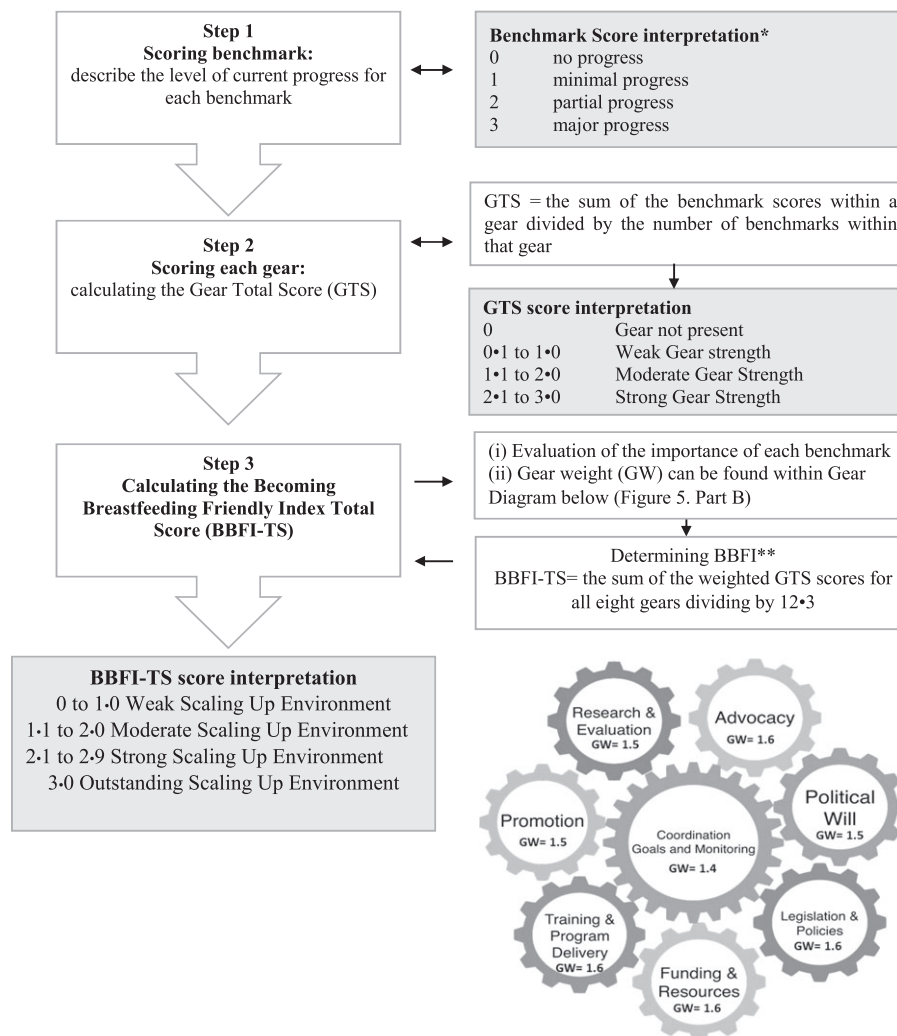 Step 1
Scoring benchmark:
describe the level of current progress for
each benchmark
Benchmark Score interpretation*
0 no progress
1 minimal progress
2 partial progress
3 major progress
Step 2
Scoring each gear:
calculating the Gear Total Score (GTS)
GTS = the sum of the benchmark scores within a
gear divided by the number of benchmarks within
that gear
GTS score interpretation
0 Gear not present
0•1 to 1•0 Weak Gear strength
1•1 to 2•0 Moderate Gear Strength
2•1 to 3•0 Strong Gear Strength
Step 3
Calculating the Becoming
Breastfeeding Friendly Index Total
Score (BBFI-TS)
(i) Evaluation of the importance of each benchmark
(ii) Gear weight (GW) can be found within Gear
Diagram below (Figure 5. Part B)
Determining BBFI**
BBFI-TS= the sum of the weighted GTS scores for
all eight gears dividing by 12•3
BBFI-TS score interpretation
0 to 1•0 Weak Scaling Up Environment
1•1 to 2•0 Moderate Scaling Up Environment
2•1 to 2•9 Strong Scaling Up Environment
3•0 Outstanding Scaling Up Environment
Research &
Evaluation
GW= 1.5
Advocacy
GW= 1.6
Promotion
GW= 1.5
Coordination
Goals and Monitoring
GW= 1.4
Political
Will
GW= 1.5
Training &
Program
Delivery
GW= 1.6
Legislation &
Policies
GW= 1.6
Funding &
Resources
GW= 1.6